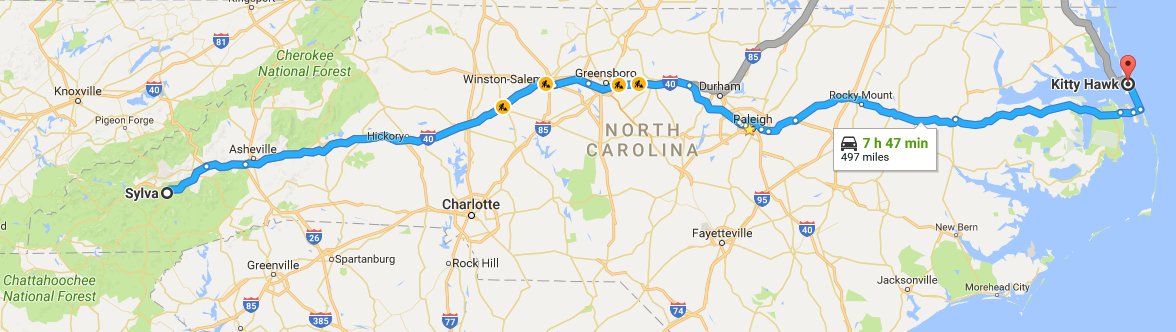 Kingsport
85
81
Cherokee
National Forest
Knoxville
40
Pigeon Forge
Winston-Salem
Greensboro
40
Durham
Kitty Hawk
Rocky Mount
Raleigh
Hickory
40
85
NORTH
CAROLINA
7 h 47 min
497 miles
Asheville
Sylva
Charlotte
95
Fayetteville
40
New Bern
26
Spartanburg
Rock Hill
Greenville
Chattahoochee
National Forest
Jacksonville
Morehead City
85
385
77
74